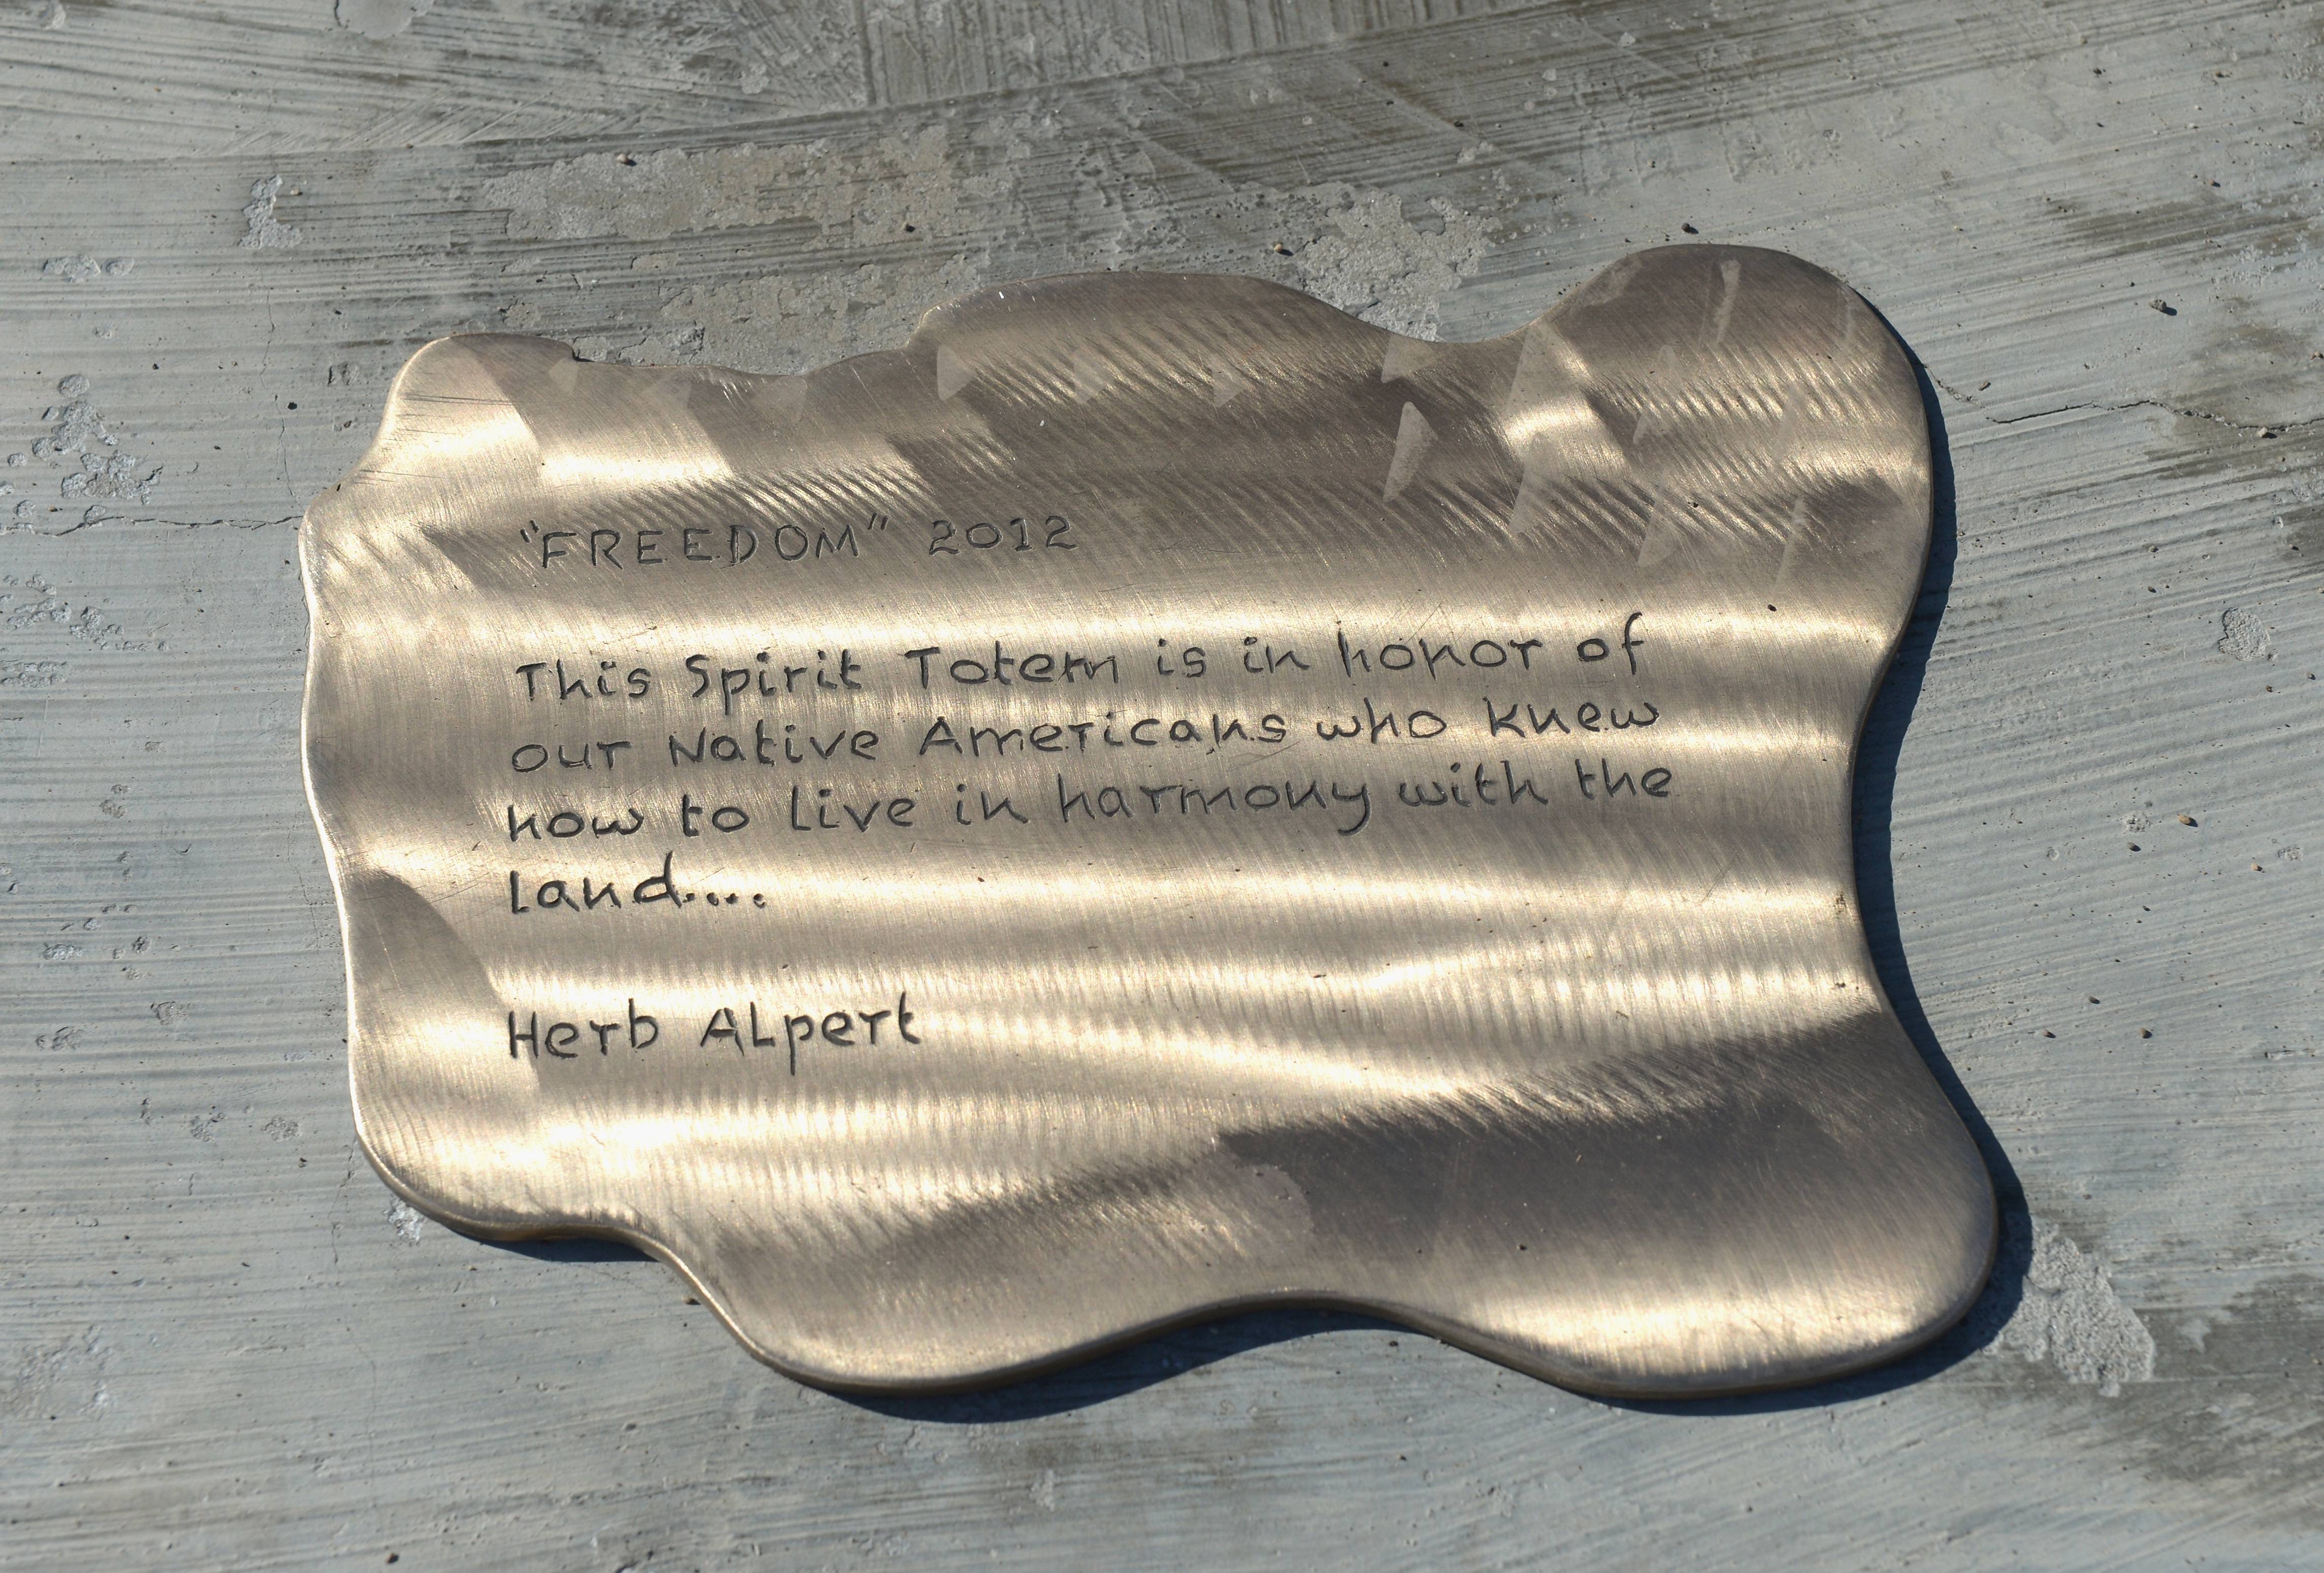 "FREEDOM" 2012
This Spirit Totem is in honor of
our Native Americans who knew
how to live in harmony with the
land....
Herb Alpert